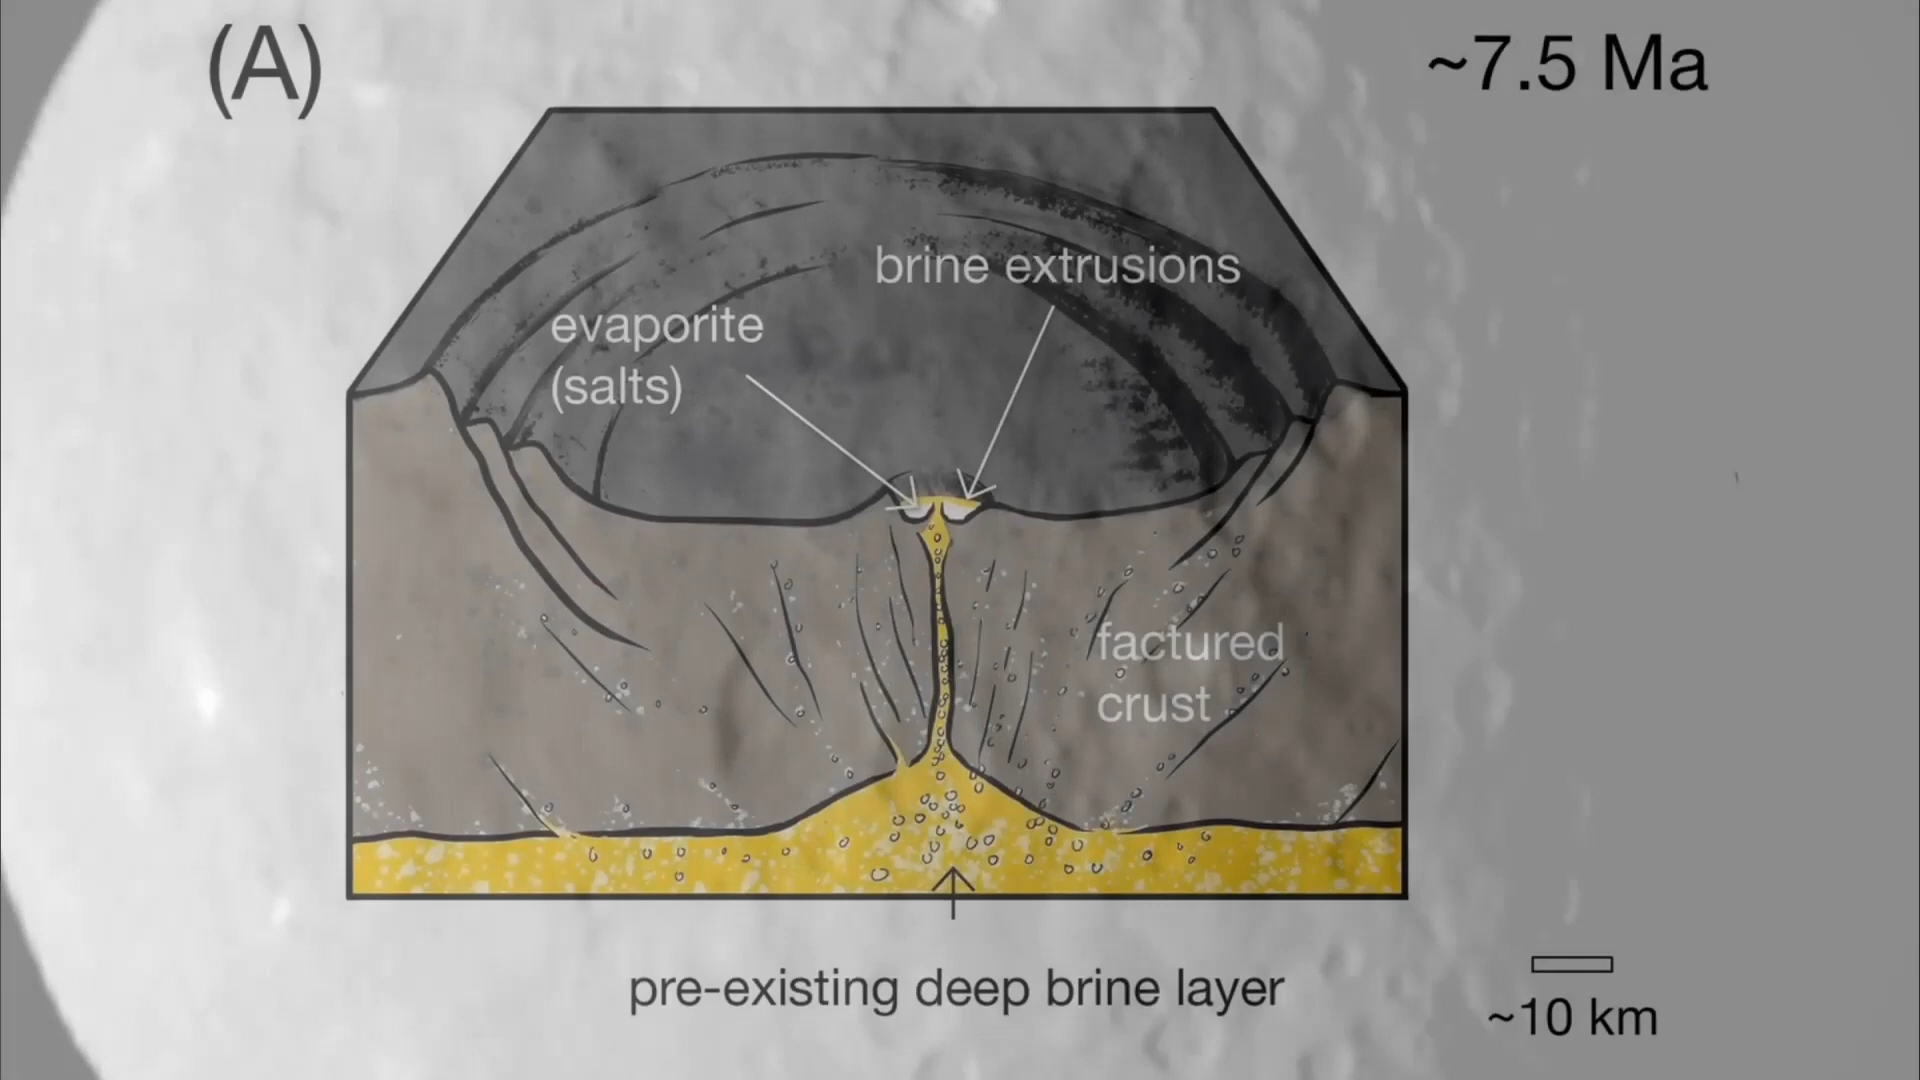 (A)
~7.5 Ma
brine extrusions
evaporite
(salts)
factured
crust
pre-existing deep brine layer
~10 km